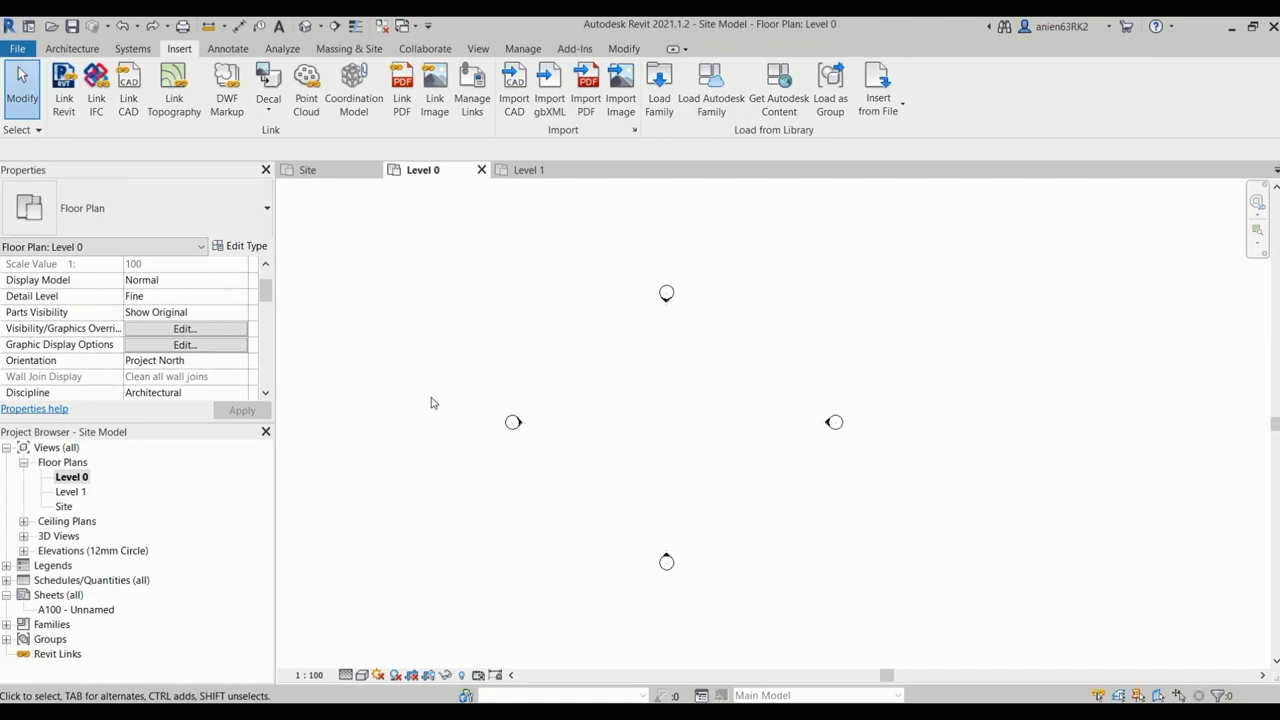 Autodesk Revit 2021.1.2 - Site Model - Floor Plan: Level 0
anien63RK2
File Architecture Systems Insert Annotate Analyze Massing & Site Collaborate View Manage Add-Ins Modify
Modify
Link Revit
Link IFC
Link CAD
Link Topography
DWF Markup
Decal
Point Cloud
Coordination Model
Link PDF
Link Image
Manage Links
Import CAD
Import gbXML
Import PDF
Import Image
Load Family
Load Autodesk Family
Get Autodesk Content
Load as Group
Insert from File
Select Link Import Load from Library
Properties
Site Level 0 Level 1
Floor Plan
Floor Plan: Level 0 Edit Type
Scale Value 1: 100
Display Model Normal
Detail Level Fine
Parts Visibility Show Original
Visibility/Graphics Overri... Edit...
Graphic Display Options Edit...
Orientation Project North
Wall Join Display Clean all wall joins
Discipline Architectural
Properties help Apply
Project Browser - Site Model
Views (all)
Floor Plans
Level 0
Level 1
Site
Ceiling Plans
3D Views
Elevations (12mm Circle)
Legends
Schedules/Quantities (all)
Sheets (all)
A100 - Unnamed
Families
Groups
Revit Links
1 : 100
Click to select, TAB for alternates, CTRL adds, SHIFT unselects.
:0
Main Model
:0